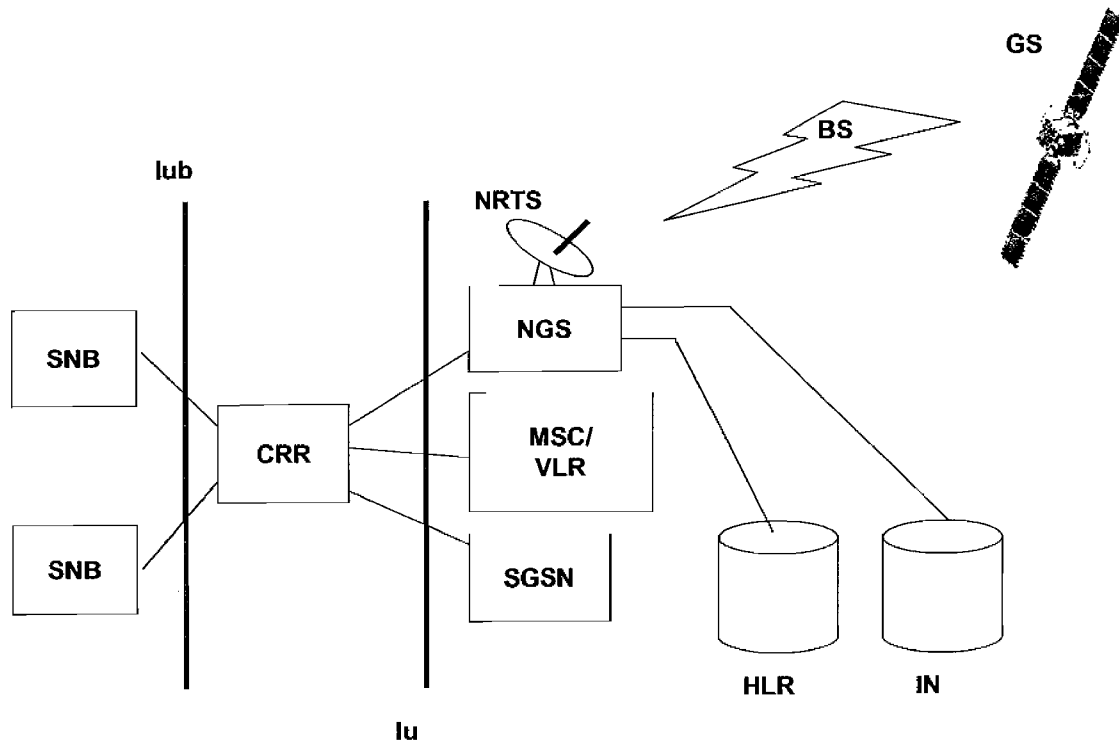 GS
BS
Iub
NRTS
NGS
SNB
MSC/
VLR
CRR
SNB
SGSN
HLR
IN
Iu